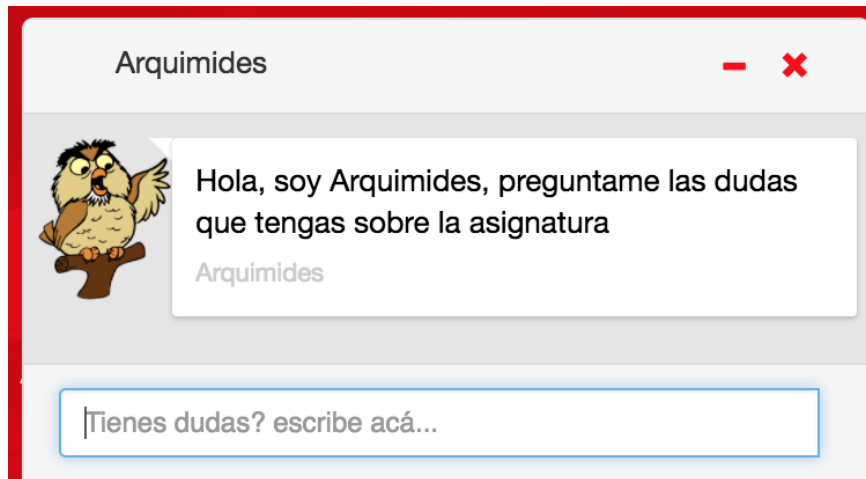 Arquimides
Hola, soy Arquimides, preguntame las dudas
que tengas sobre la asignatura
Arquimides
Tienes dudas? escribe acá...